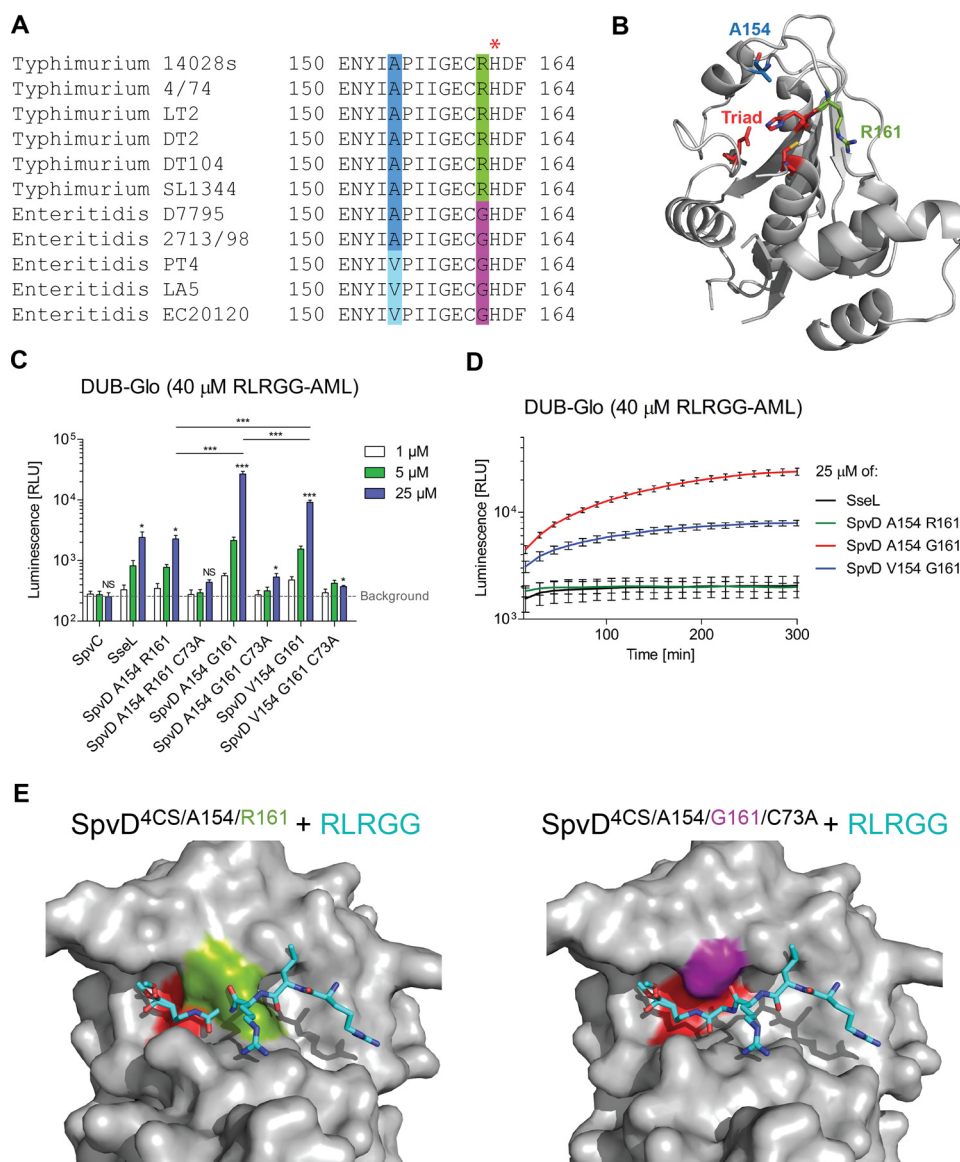 A
*
Typhimurium 14028s 150 ENYIAPIIGECRHDF 164
Typhimurium 4/74 150 ENYIAPIIGECRHDF 164
Typhimurium LT2 150 ENYIAPIIGECRHDF 164
Typhimurium DT2 150 ENYIAPIIGECRHDF 164
Typhimurium DT104 150 ENYIAPIIGECRHDF 164
Typhimurium SL1344 150 ENYIAPIIGECRHDF 164
Enteritidis D7795 150 ENYIAPIIGECGHDF 164
Enteritidis 2713/98 150 ENYIAPIIGECGHDF 164
Enteritidis PT4 150 ENYIVPIIGECGHDF 164
Enteritidis LA5 150 ENYIVPIIGECGHDF 164
Enteritidis EC20120 150 ENYIVPIIGECGHDF 164
B
A154
Triad
R161
C
DUB-Glo (40 µM RLRGG-AML)
Luminescence [RLU]
10⁵
10⁴
10³
10²
***
***
***
*
*
NS
NS
***
*
***
*
1 µM
5 µM
25 µM
Background
SpvC
SseL
SpvD A154 R161
SpvD A154 R161 C73A
SpvD A154 G161
SpvD A154 G161 C73A
SpvD V154 G161
SpvD V154 G161 C73A
D
DUB-Glo (40 µM RLRGG-AML)
Luminescence [RLU]
10⁴
10³
100
200
300
Time [min]
25 µM of:
SseL
SpvD A154 R161
SpvD A154 G161
SpvD V154 G161
E
SpvD4CS/A154/R161 + RLRGG
SpvD4CS/A154/G161/C73A + RLRGG